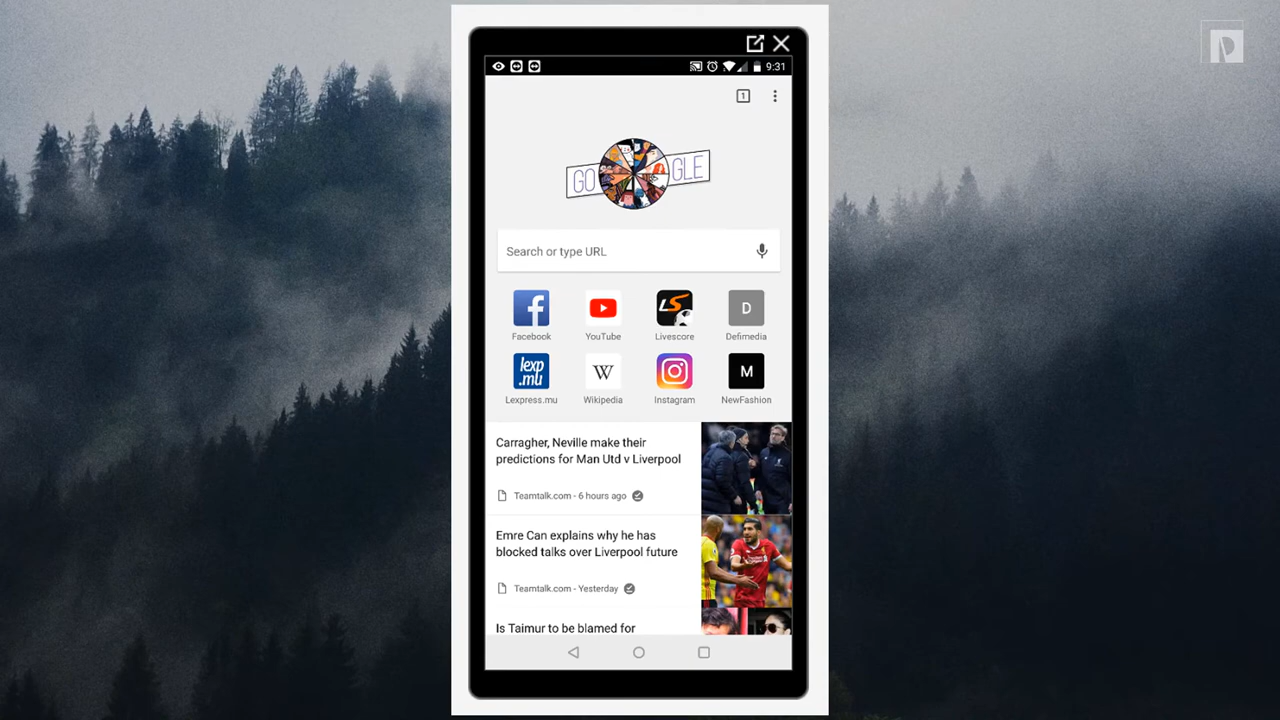 9:31
1
GO GLE
Search or type URL
Facebook
YouTube
Livescore
D
Defimedia
lexp
.mu
Lexpress.mu
W
Wikipedia
Instagram
M
NewFashion
Carragher, Neville make their
predictions for Man Utd v Liverpool
Teamtalk.com - 6 hours ago
Emre Can explains why he has
blocked talks over Liverpool future
Teamtalk.com - Yesterday
Is Taimur to be blamed for